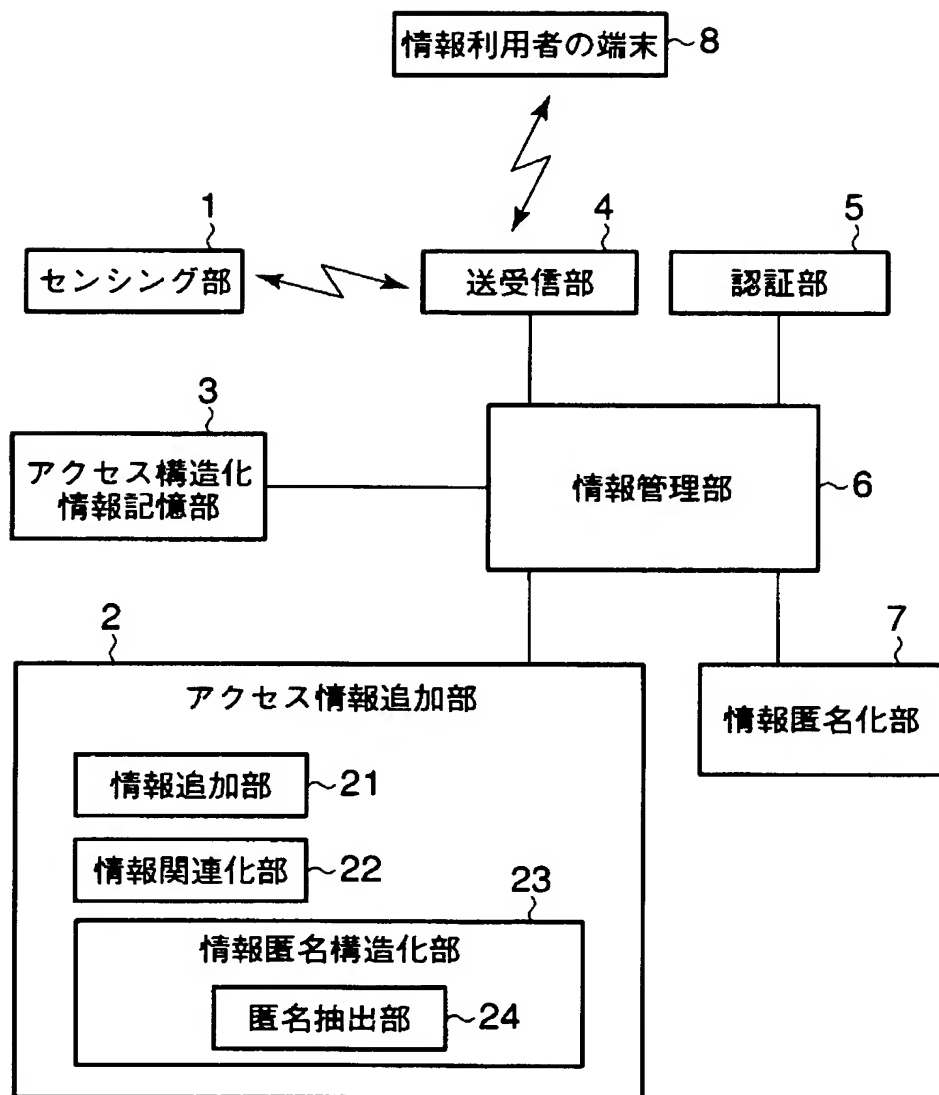 情報利用者の端末 8
1
センシング部
4
送受信部
5
認証部
3
アクセス構造化
情報記憶部
情報管理部 6
2
アクセス情報追加部
情報追加部 21
情報関連化部 22
23
情報匿名構造化部
匿名抽出部 24
7
情報匿名化部